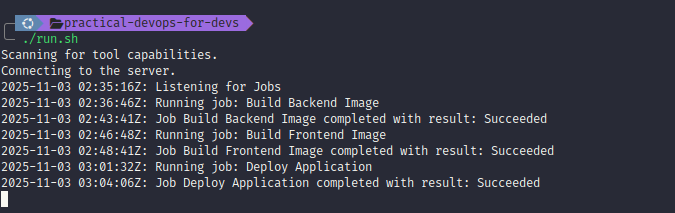 practical-devops-for-devs
./run.sh
Scanning for tool capabilities.
Connecting to the server.
2025-11-03 02:35:16Z: Listening for Jobs
2025-11-03 02:36:46Z: Running job: Build Backend Image
2025-11-03 02:43:41Z: Job Build Backend Image completed with result: Succeeded
2025-11-03 02:46:48Z: Running job: Build Frontend Image
2025-11-03 02:48:41Z: Job Build Frontend Image completed with result: Succeeded
2025-11-03 03:01:32Z: Running job: Deploy Application
2025-11-03 03:04:06Z: Job Deploy Application completed with result: Succeeded